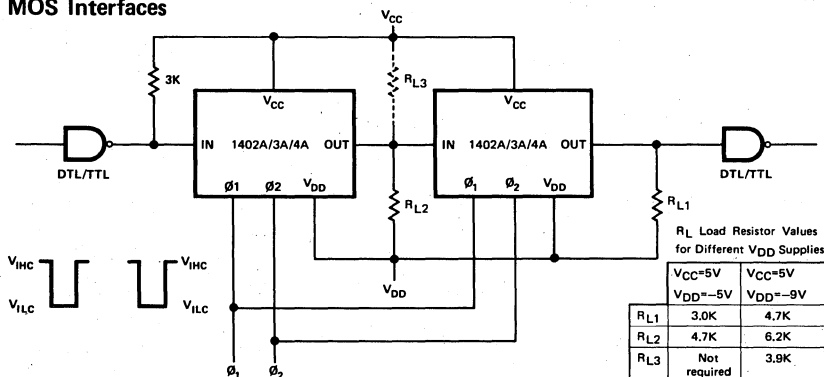 MOS Interfaces
VCC
3K
RL3
VCC
VCC
IN 1402A/3A/4A OUT
IN 1402A/3A/4A OUT
DTL/TTL
DTL/TTL
Ø1 Ø2 VDD
Ø1 Ø2 VDD
RL2
RL1
VDD
VIHC
VIHC
VILC
VILC
Ø1
Ø2
RL Load Resistor Values
for Different VDD Supplies
VCC=5V VCC=5V
VDD=–5V VDD=–9V
RL1 3.0K 4.7K
RL2 4.7K 6.2K
RL3 Not required 3.9K